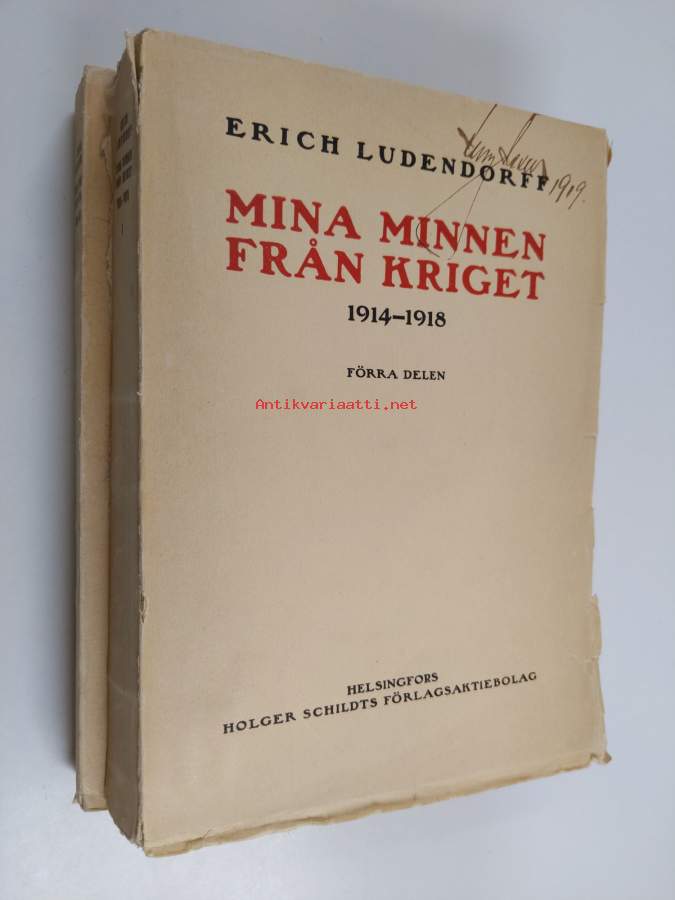 ERICH LUDENDORFF
1919.
MINA MINNEN
FRÅN KRIGET
1914–1918
FÖRRA DELEN
Antikvariaatti.net
HELSINGFORS
HOLGER SCHILDTS FÖRLAGSAKTIEBOLAG